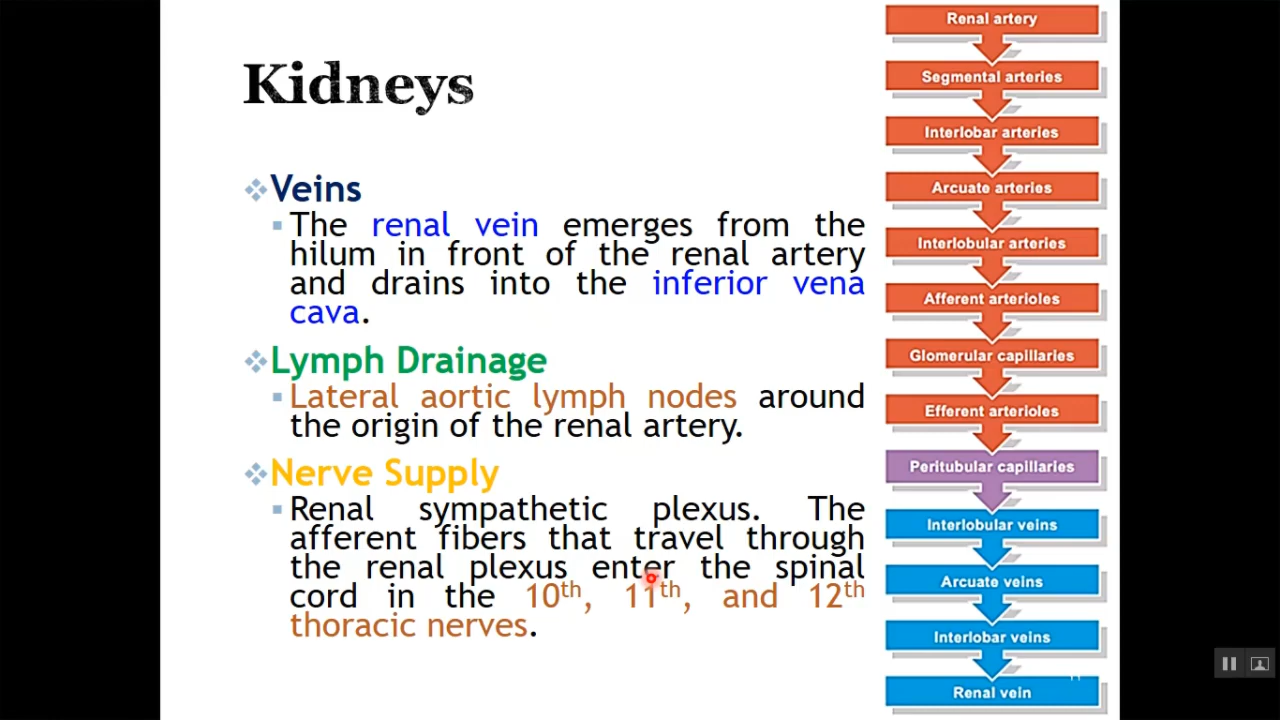 Kidneys
Veins
The renal vein emerges from the
hilum in front of the renal artery
and drains into the inferior vena
cava.
Lymph Drainage
Lateral aortic lymph nodes around
the origin of the renal artery.
Nerve Supply
Renal sympathetic plexus. The
afferent fibers that travel through
the renal plexus enter the spinal
cord in the 10th, 11th, and 12th
thoracic nerves.
Renal artery
Segmental arteries
Interlobar arteries
Arcuate arteries
Interlobular arteries
Afferent arterioles
Glomerular capillaries
Efferent arterioles
Peritubular capillaries
Interlobular veins
Arcuate veins
Interlobar veins
Renal vein